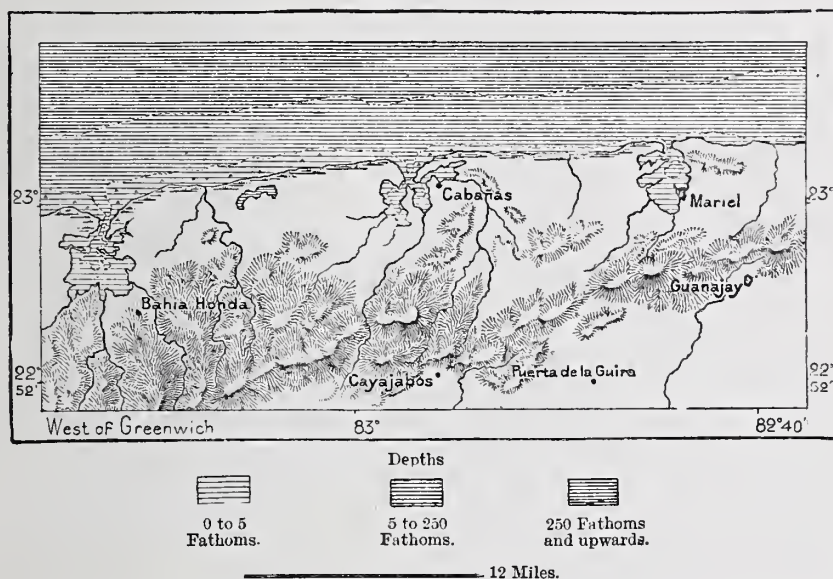 23°
23°
Cabañas
Mariel
Guanajay
Bahia Honda
22°
52'
22°
52'
Cayajabos
Puerta de la Guira
West of Greenwich
83°
82°40'
Depths
0 to 5
Fathoms.
5 to 250
Fathoms.
250 Fathoms
and upwards.
12 Miles.